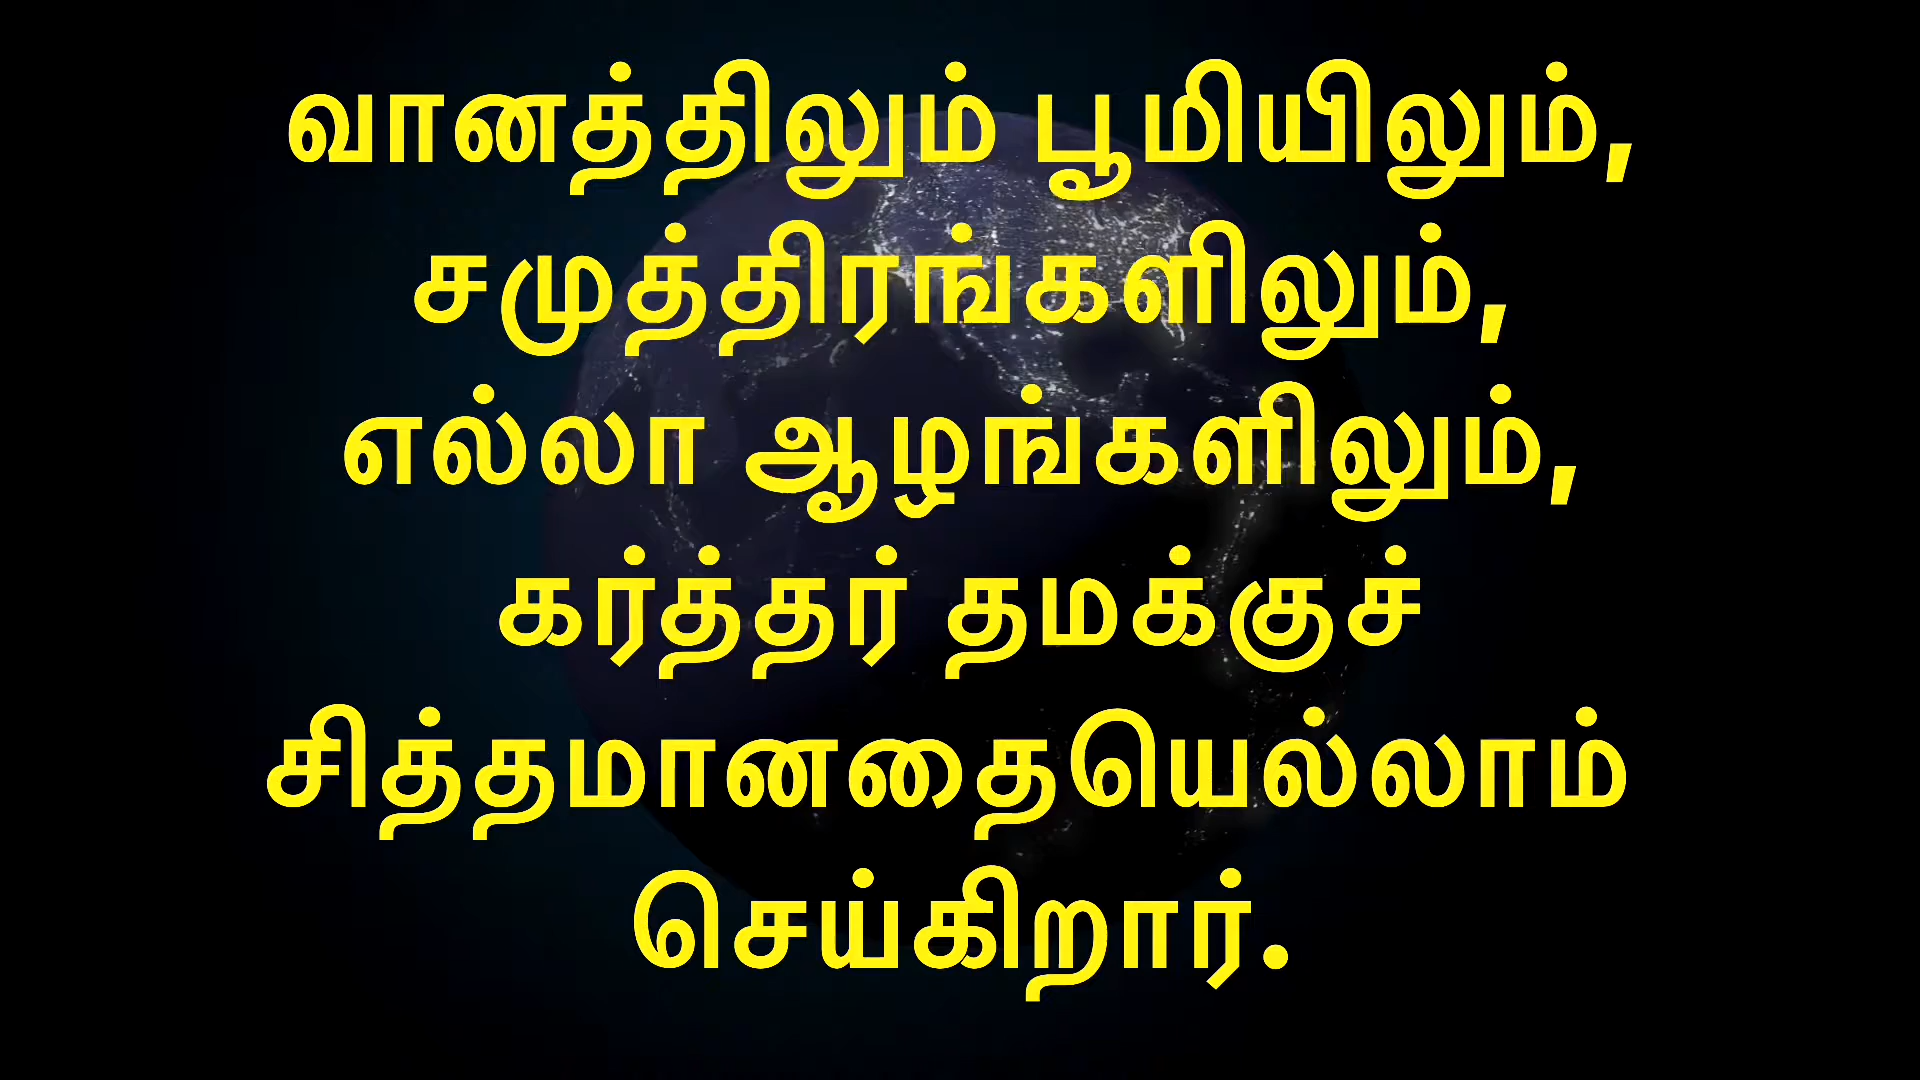 வானத்திலும் பூமியிலும்,
சமுத்திரங்களிலும்,
எல்லா ஆழங்களிலும்,
கர்த்தர் தமக்குச்
சித்தமானதையெல்லாம்
செய்கிறார்.